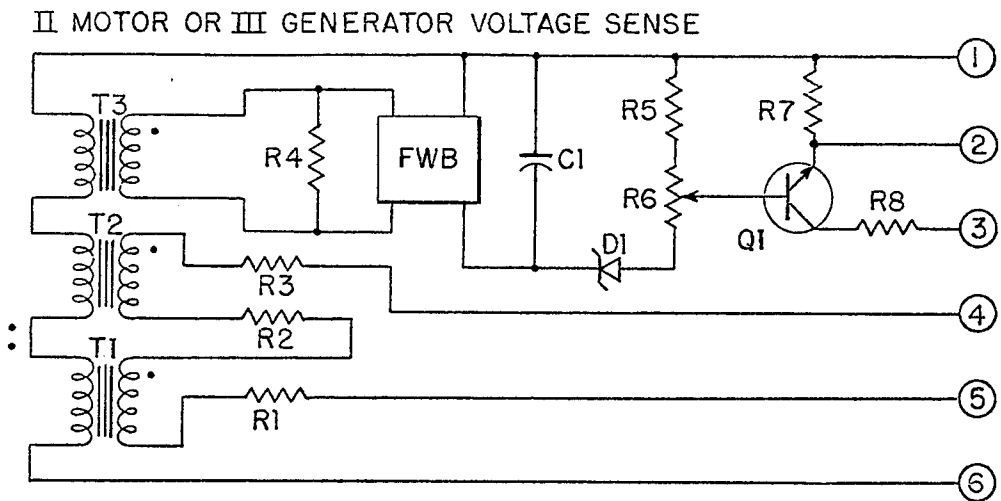 II MOTOR OR III GENERATOR VOLTAGE SENSE
1
T3
R5
R7
R4
FWB
C1
2
R6
R8
T2
Q1
3
D1
R3
4
R2
T1
R1
5
6